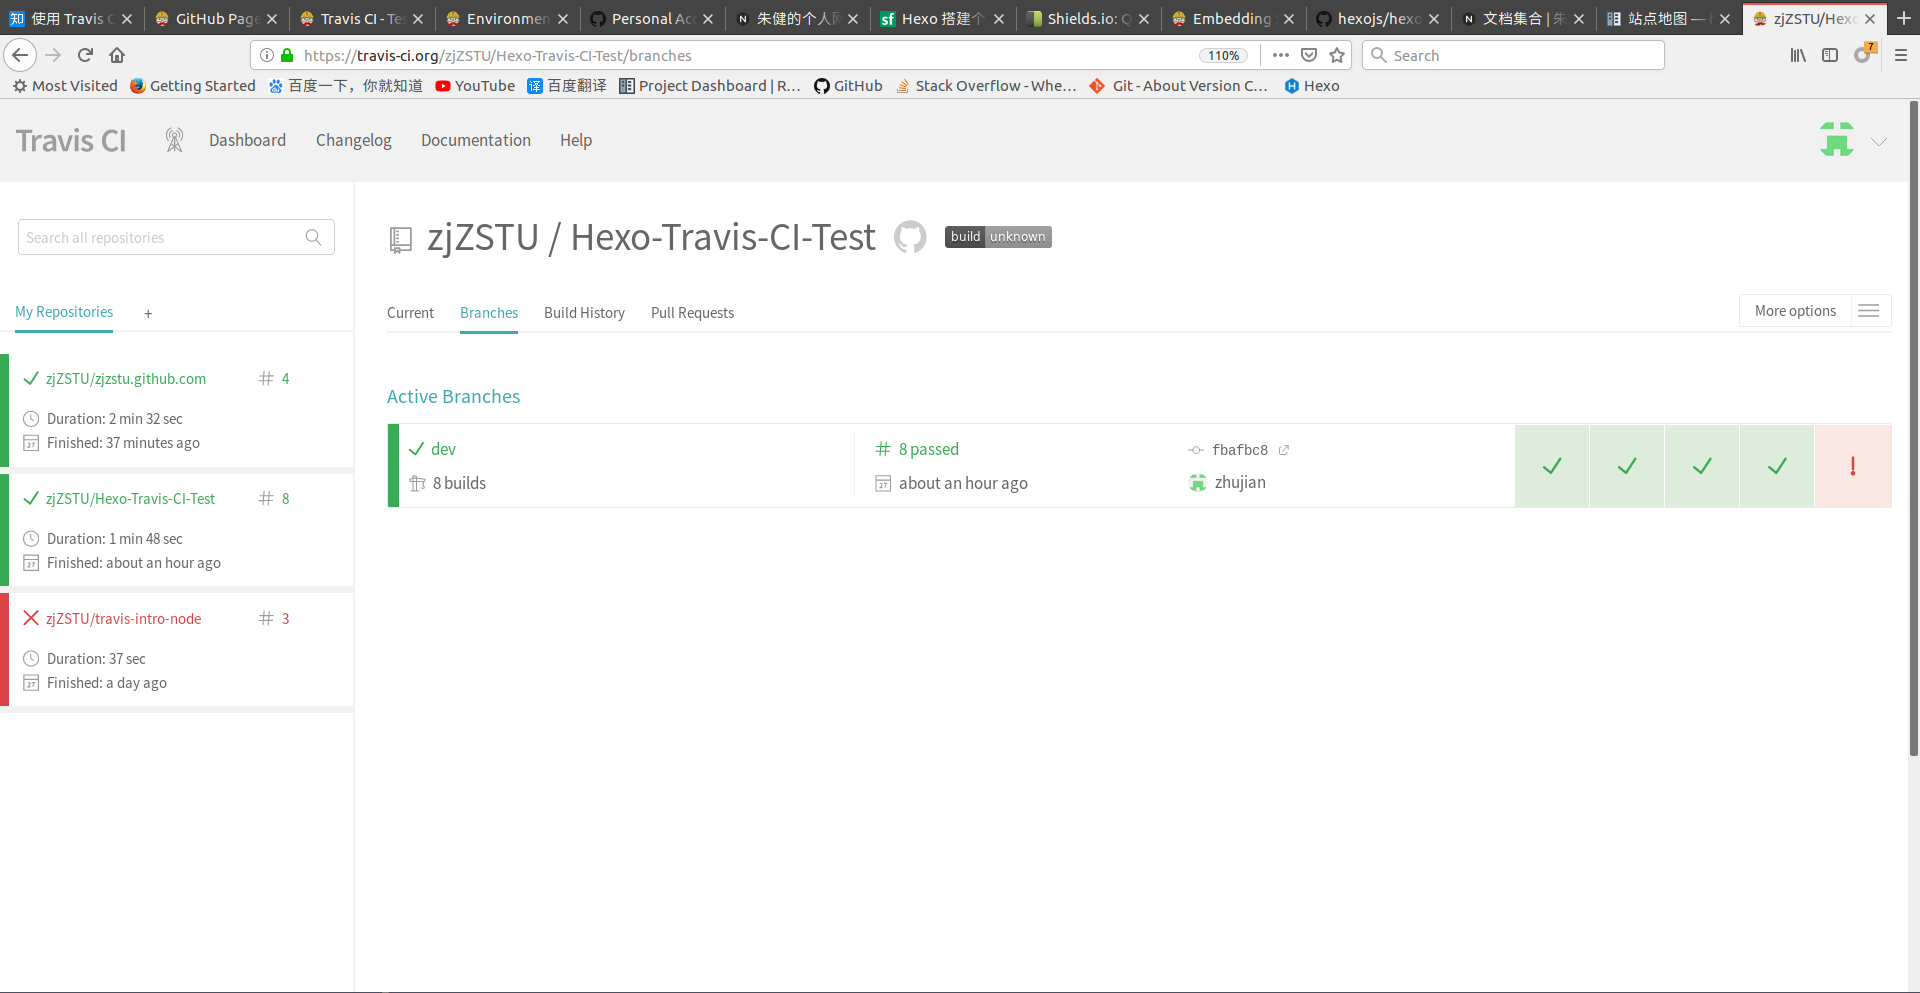 使用 Travis C
GitHub Page
Travis CI - Tes
Environmen
Personal Acc
朱健的个人网
Hexo 搭建个
Shields.io: Q
Embedding
hexojs/hexo
文档集合 | 朱
站点地图 —
zjZSTU/Hexo
https://travis-ci.org/zjZSTU/Hexo-Travis-CI-Test/branches
110%
Search
7
Most Visited
Getting Started
百度一下，你就知道
YouTube
百度翻译
Project Dashboard | R…
GitHub
Stack Overflow - Whe…
Git - About Version C…
Hexo
Travis CI
Dashboard
Changelog
Documentation
Help
Search all repositories
My Repositories
+
zjZSTU/zjzstu.github.com
# 4
Duration: 2 min 32 sec
Finished: 37 minutes ago
zjZSTU/Hexo-Travis-CI-Test
# 8
Duration: 1 min 48 sec
Finished: about an hour ago
zjZSTU/travis-intro-node
# 3
Duration: 37 sec
Finished: a day ago
zjZSTU / Hexo-Travis-CI-Test
build unknown
Current
Branches
Build History
Pull Requests
More options
Active Branches
dev
# 8 passed
fbafbc8
8 builds
about an hour ago
zhujian